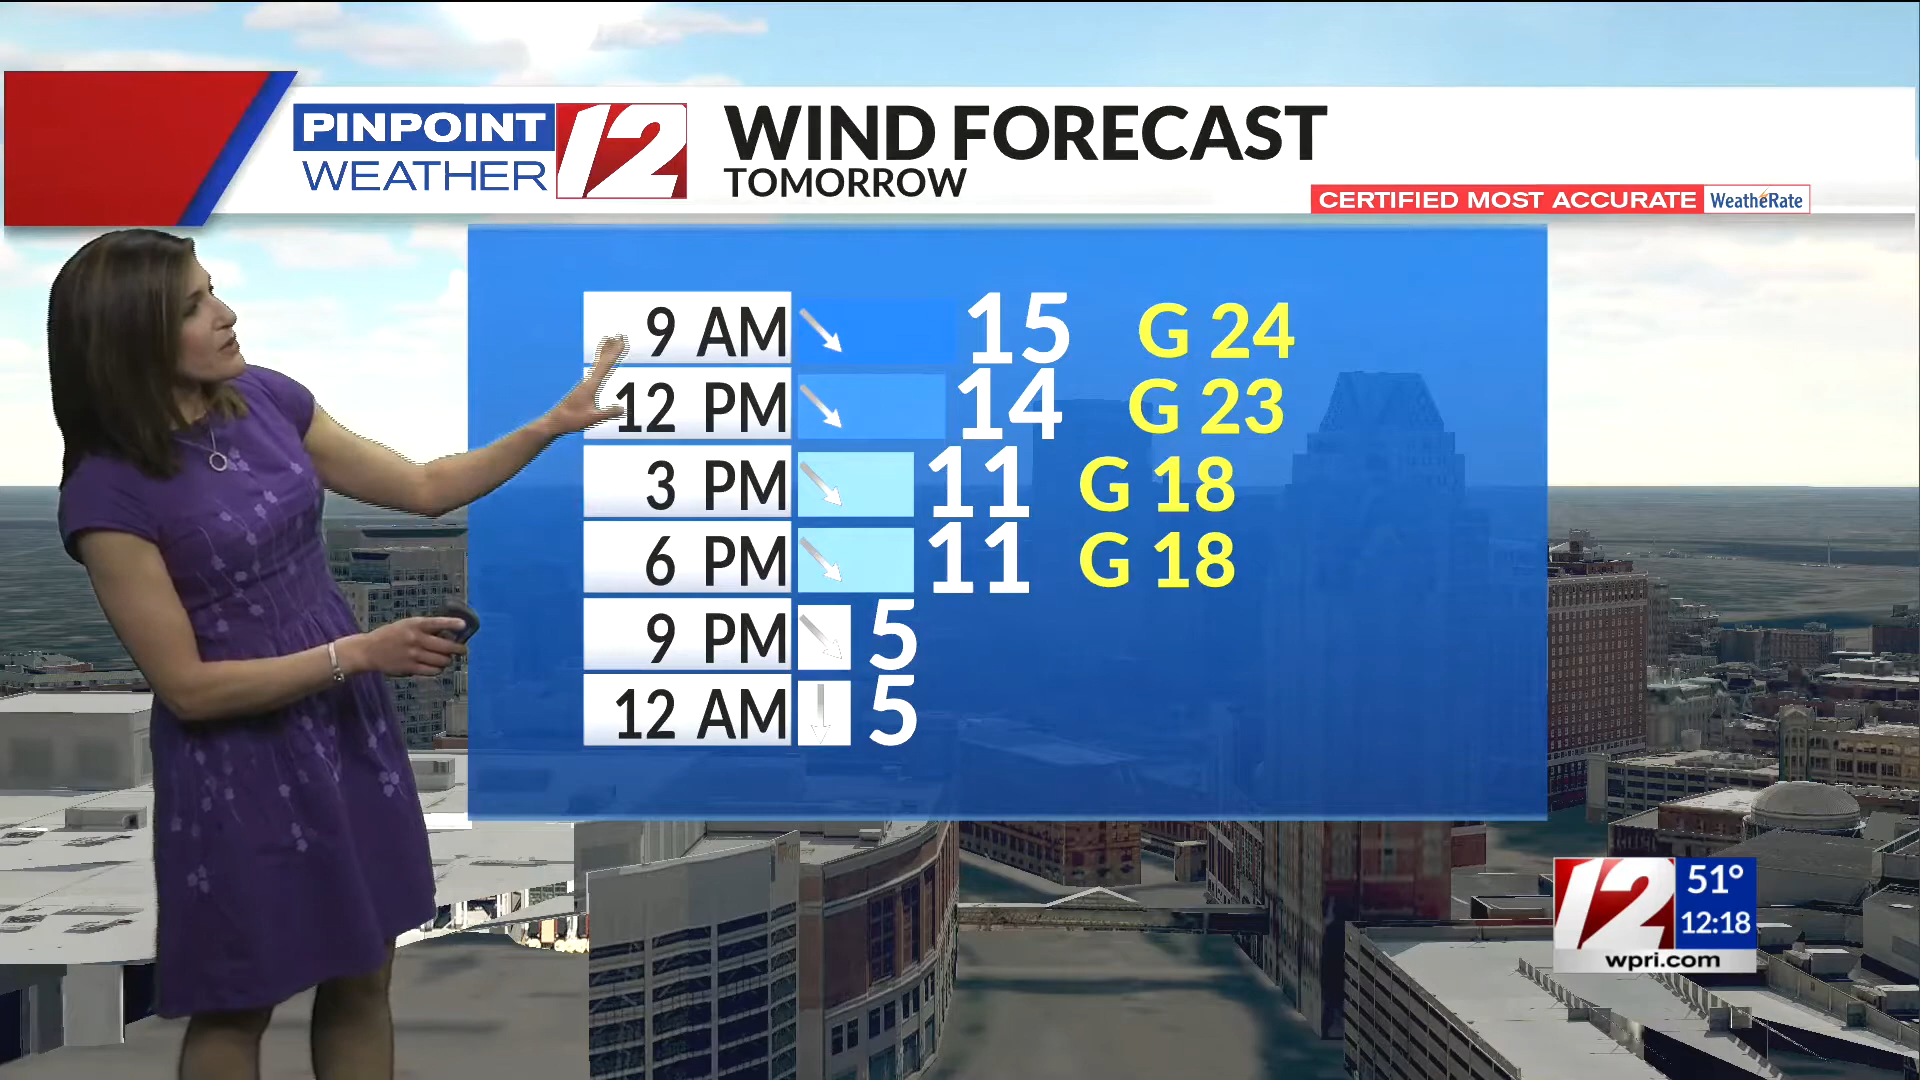 PINPOINT
WEATHER
12
WIND FORECAST
TOMORROW
CERTIFIED MOST ACCURATE WeatheRate
9 AM 15 G 24
12 PM 14 G 23
3 PM 11 G 18
6 PM 11 G 18
9 PM 5
12 AM 5
12
51°
12:18
wpri.com